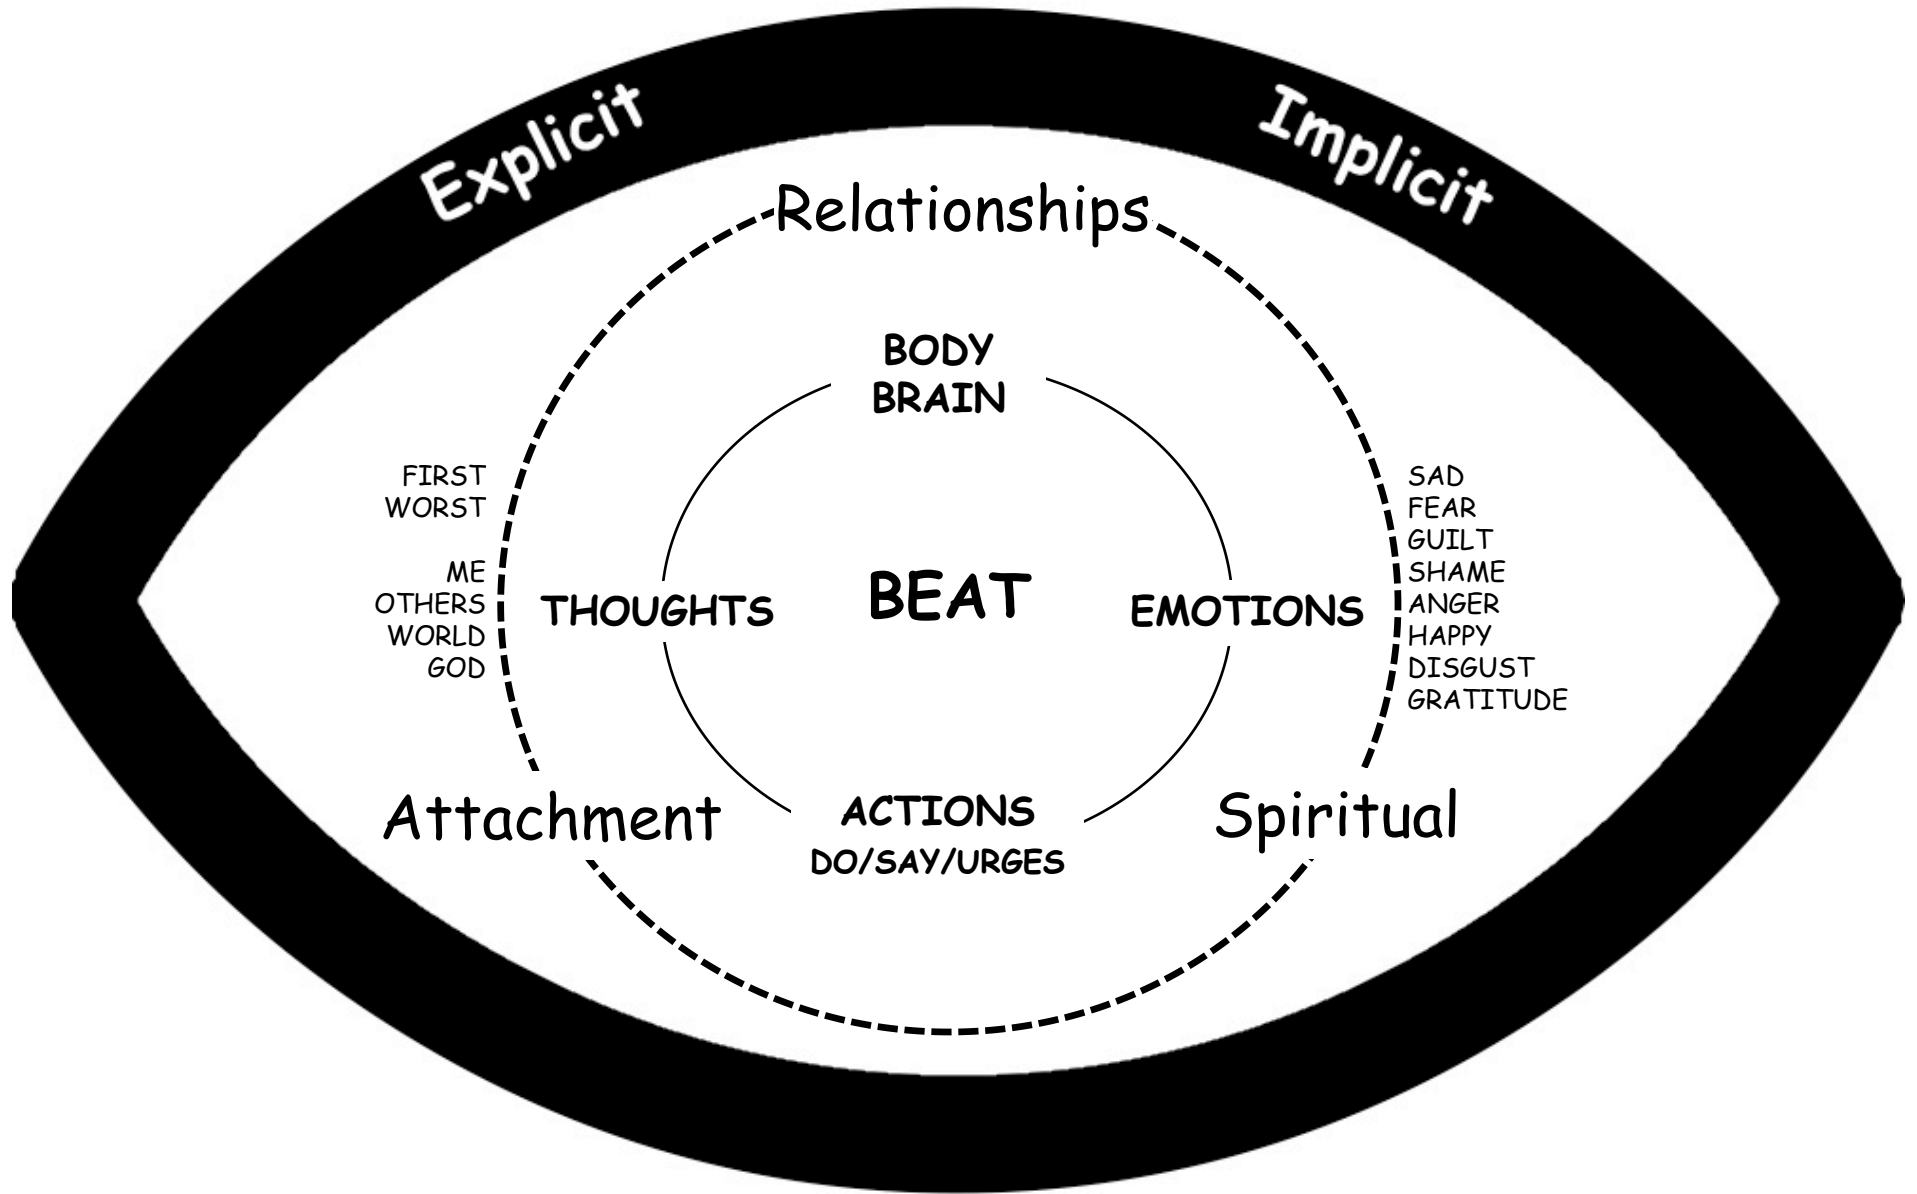 Explicit
Implicit
Relationships
BODY
BRAIN
FIRST
WORST
ME
OTHERS
WORLD
GOD
THOUGHTS
BEAT
EMOTIONS
SAD
FEAR
GUILT
SHAME
ANGER
HAPPY
DISGUST
GRATITUDE
Attachment
ACTIONS
DO/SAY/URGES
Spiritual